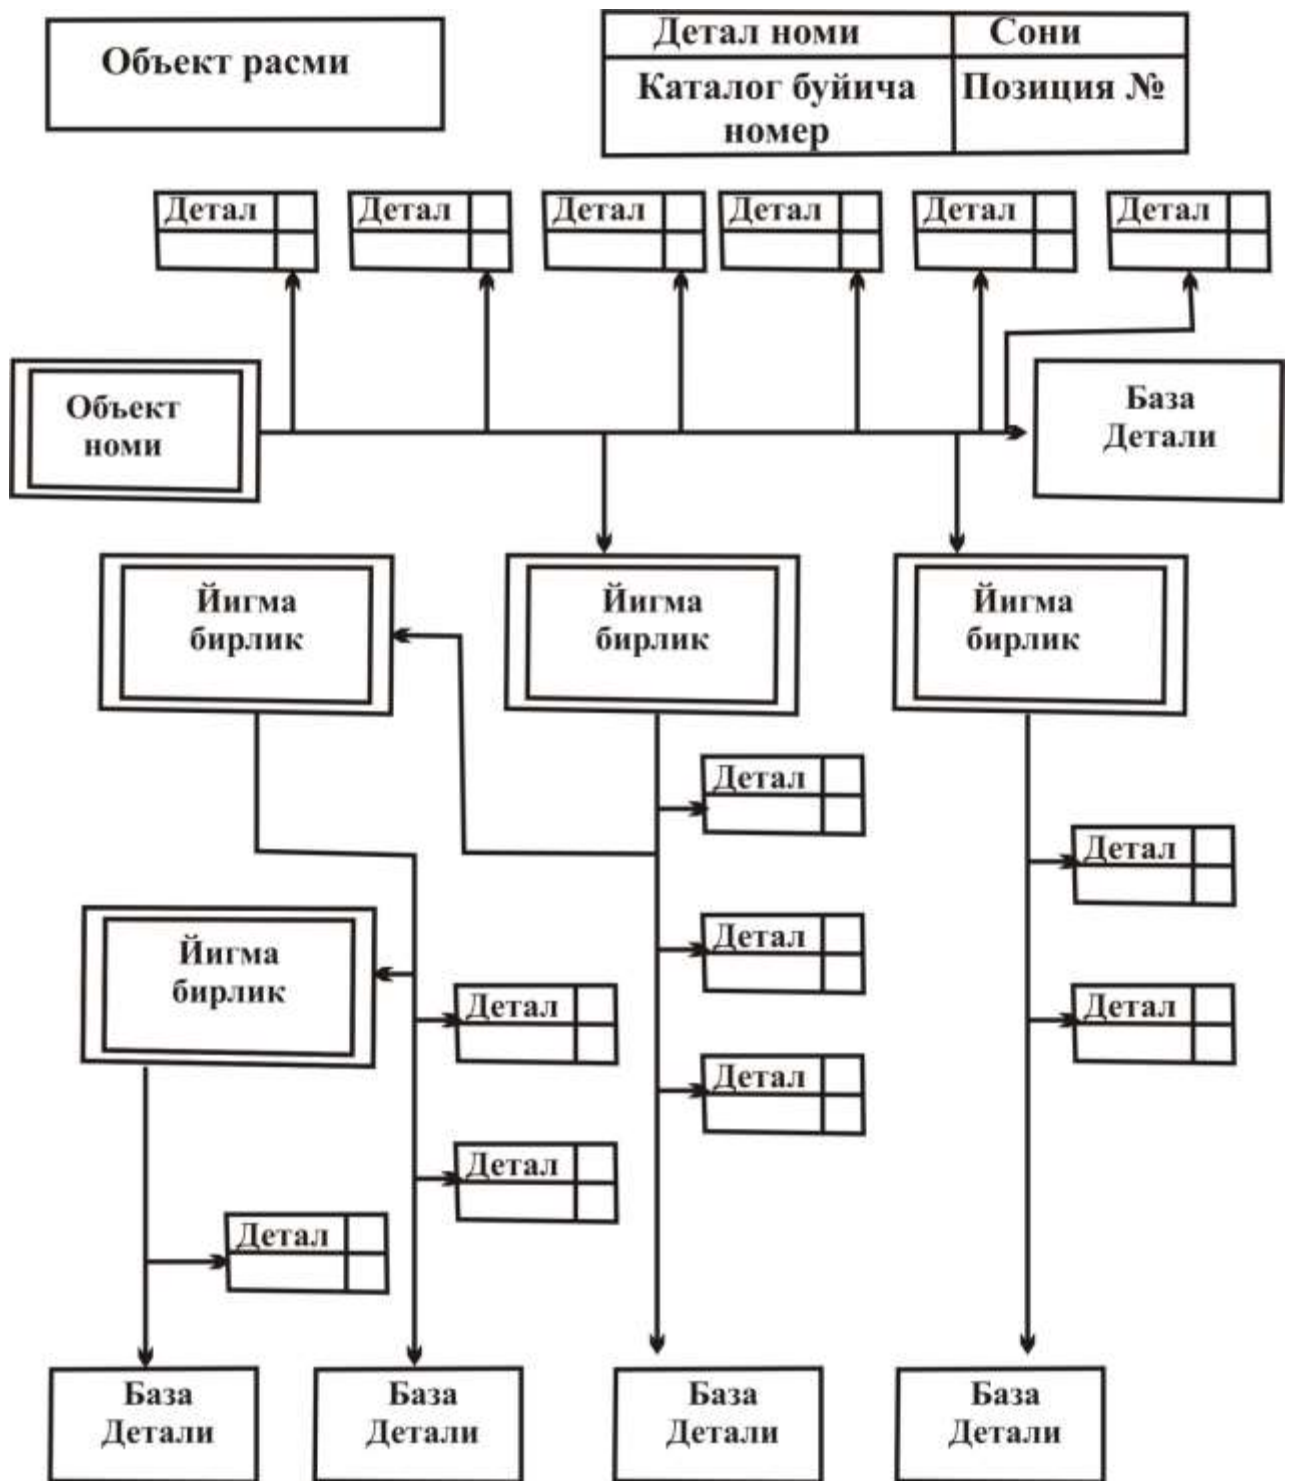 Объект расми
Детал номи
Сони
Каталог буйича
номер
Позиция №
Детал
Детал
Детал
Детал
Детал
Детал
Объект
номи
База
Детали
Йигма
бирлик
Йигма
бирлик
Йигма
бирлик
Детал
Детал
Детал
Йигма
бирлик
Детал
Детал
Детал
Детал
Детал
База
Детали
База
Детали
База
Детали
База
Детали